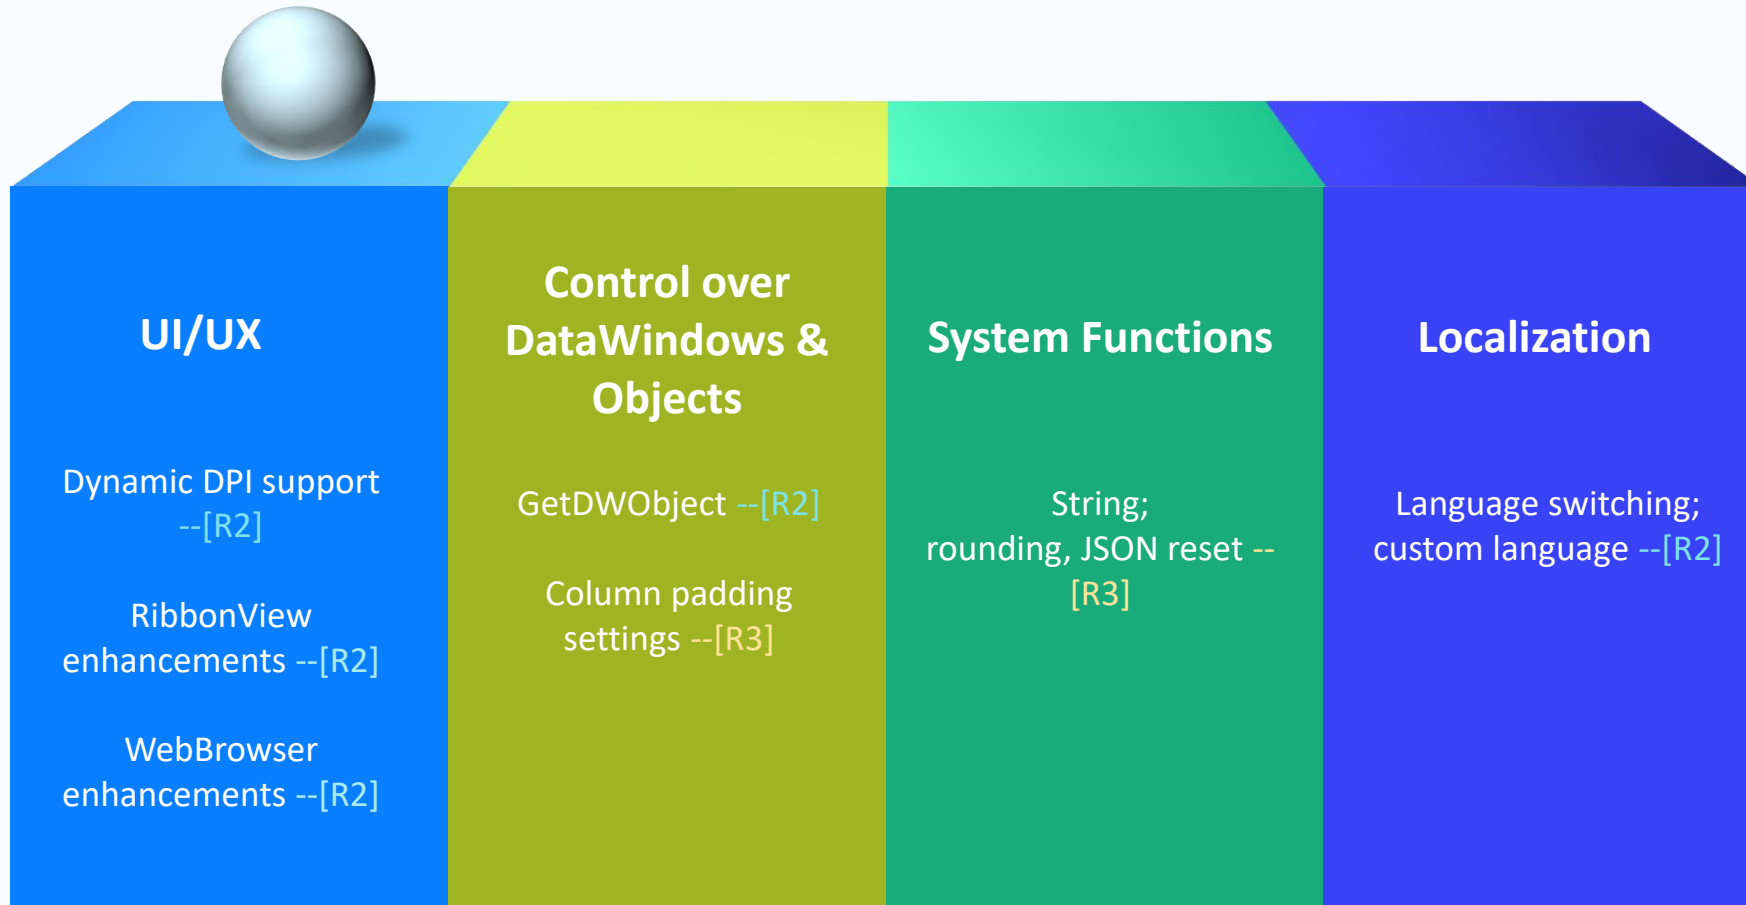 UI/UX
Dynamic DPI support
--[R2]
RibbonView
enhancements --[R2]
WebBrowser
enhancements --[R2]
Control over
DataWindows &
Objects
GetDWObject --[R2]
Column padding
settings --[R3]
System Functions
String;
rounding, JSON reset --
[R3]
Localization
Language switching;
custom language --[R2]